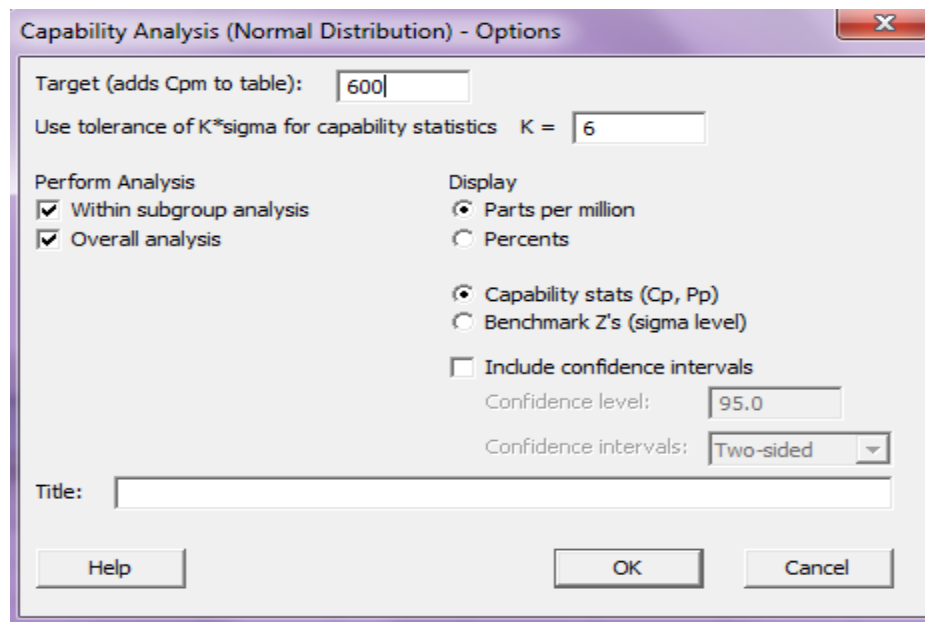 Capability Analysis (Normal Distribution) - Options
Target (adds Cpm to table): 600
Use tolerance of K*sigma for capability statistics K = 6
Perform Analysis
Within subgroup analysis
Overall analysis
Display
Parts per million
Percents
Capability stats (Cp, Pp)
Benchmark Z's (sigma level)
Include confidence intervals
Confidence level: 95.0
Confidence intervals: Two-sided
Title:
Help OK Cancel